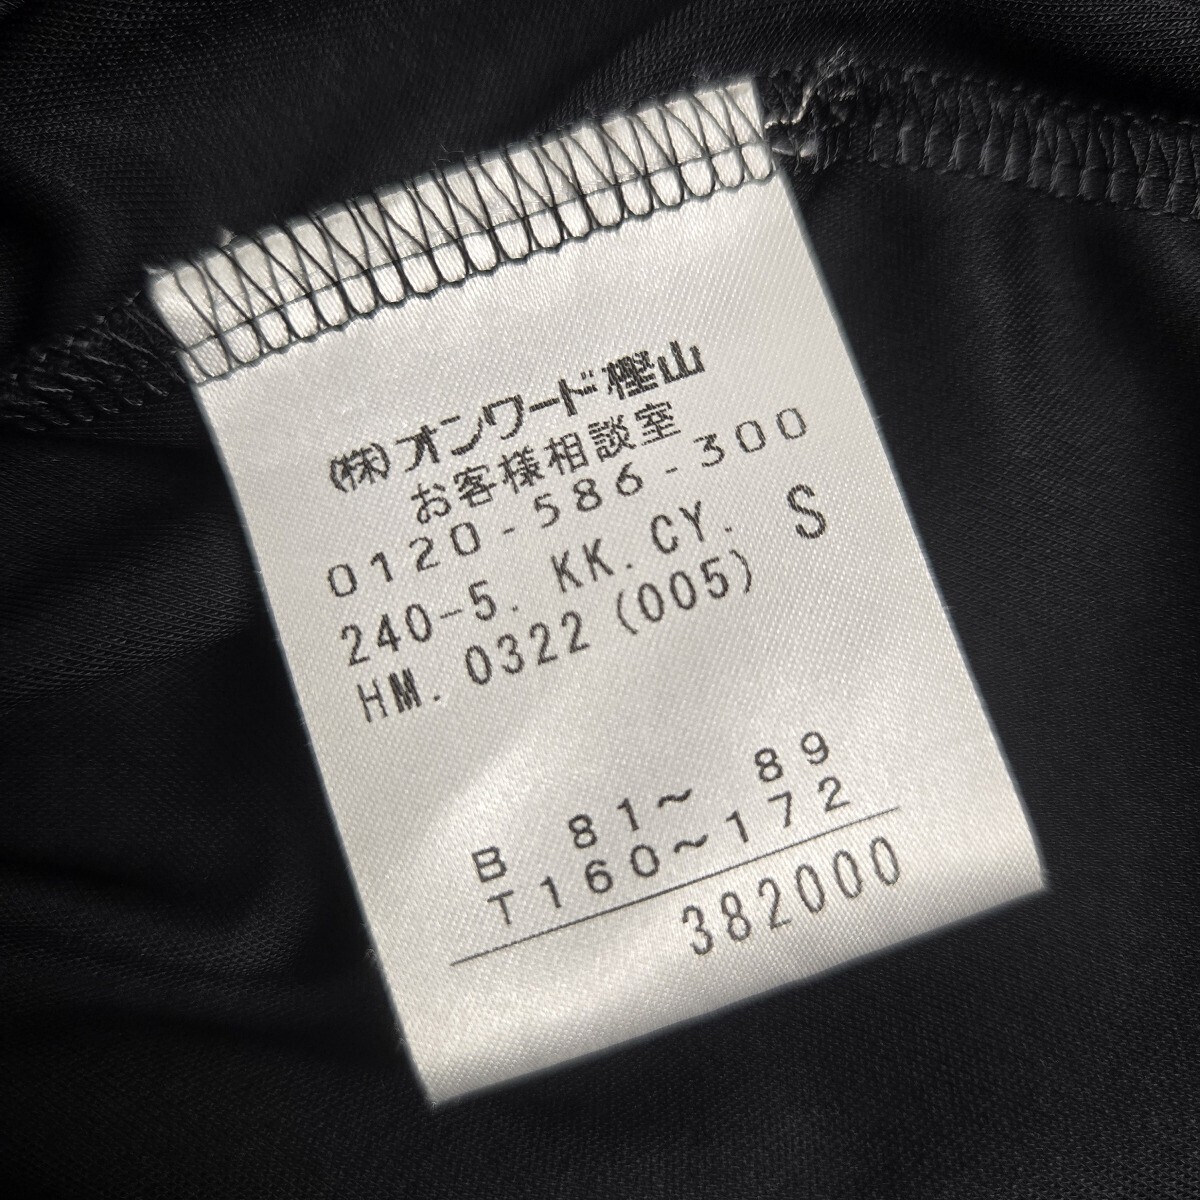 (株)オンワード樫山
お客様相談室
0120-586-300
240-5. KK. CY. S
HM. 0322 (005)
B 81～ 89
T160～172
382000